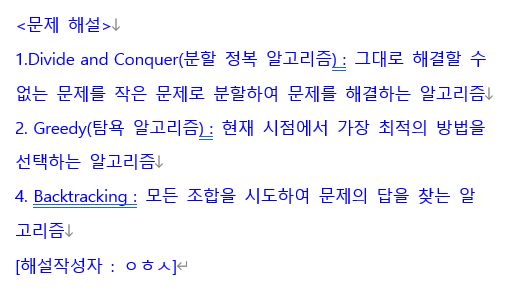 <문제 해설>
1.Divide and Conquer(분할 정복 알고리즘) : 그대로 해결할 수
없는 문제를 작은 문제로 분할하여 문제를 해결하는 알고리즘
2. Greedy(탐욕 알고리즘) : 현재 시점에서 가장 최적의 방법을
선택하는 알고리즘
4. Backtracking : 모든 조합을 시도하여 문제의 답을 찾는 알
고리즘
[해설작성자 : ㅇㅎㅅ]